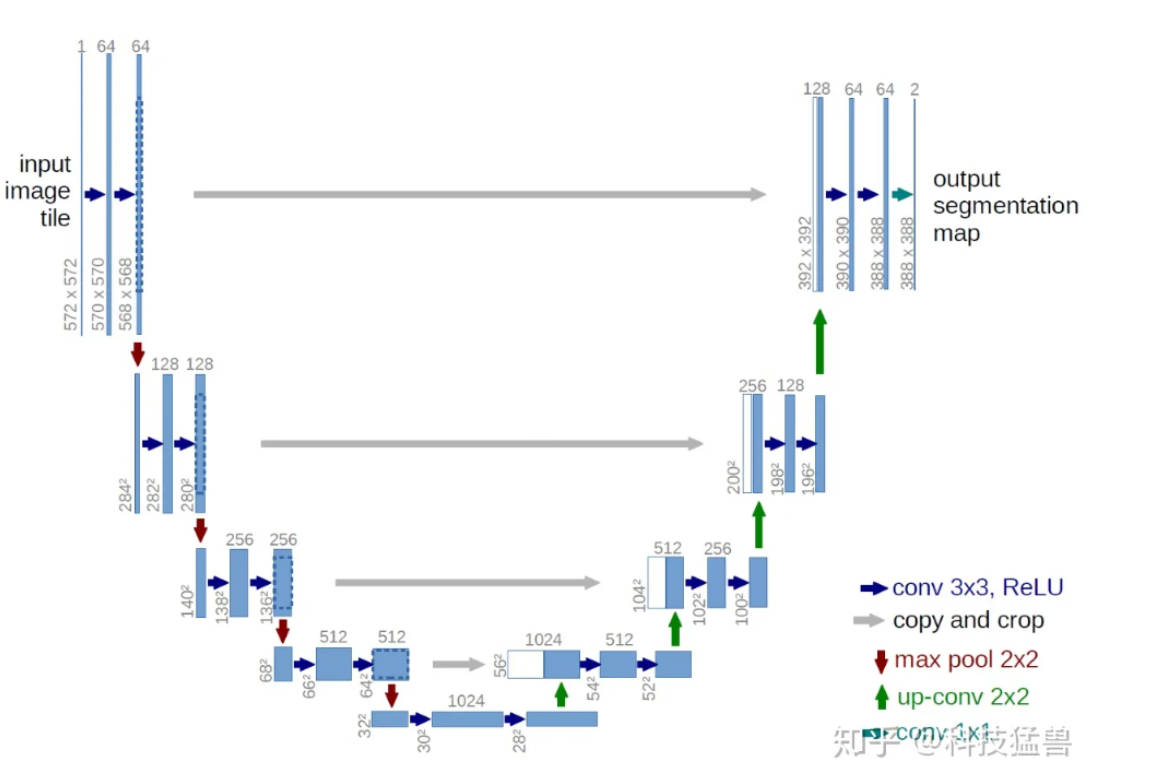 1 64 64
input
image
tile
572 x 572
570 x 570
568 x 568
128 64 64 2
392 x 392
390 x 390
388 x 388
388 x 388
output
segmentation
map
128 128
284²
282²
280²
256 128
200²
198²
196²
256 256
140²
138²
136²
512 256
104²
102²
100²
512 512
68²
66²
64²
1024 512
56²
54²
52²
1024
32²
30²
28²
conv 3x3, ReLU
copy and crop
max pool 2x2
up-conv 2x2
conv 1x1
知乎 @科技猛兽